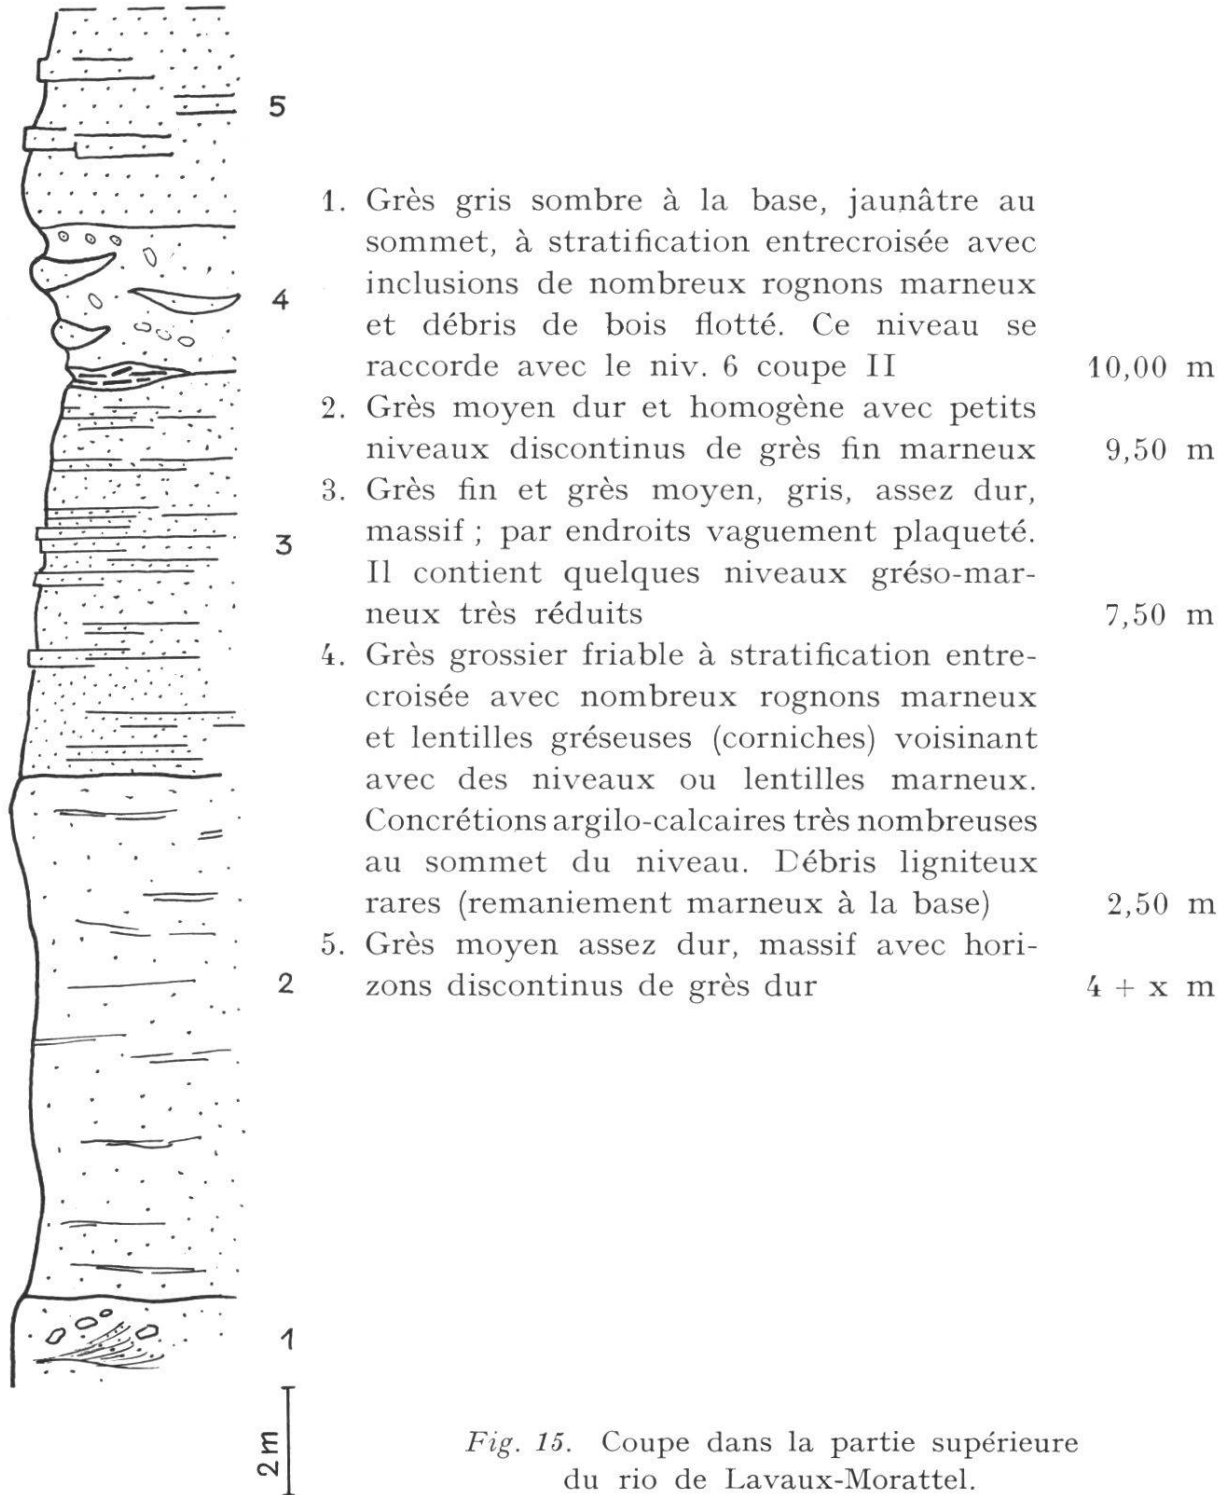 5
4
3
2
1
2 m
1. Grès gris sombre à la base, jaunâtre au
sommet, à stratification entrecroisée avec
inclusions de nombreux rognons marneux
et débris de bois flotté. Ce niveau se
raccorde avec le niv. 6 coupe II 10,00 m
2. Grès moyen dur et homogène avec petits
niveaux discontinus de grès fin marneux 9,50 m
3. Grès fin et grès moyen, gris, assez dur,
massif ; par endroits vaguement plaqueté.
Il contient quelques niveaux gréso-mar-
neux très réduits 7,50 m
4. Grès grossier friable à stratification entre-
croisée avec nombreux rognons marneux
et lentilles gréseuses (corniches) voisinant
avec des niveaux ou lentilles marneux.
Concrétions argilo-calcaires très nombreuses
au sommet du niveau. Débris ligniteux
rares (remaniement marneux à la base) 2,50 m
5. Grès moyen assez dur, massif avec hori-
zons discontinus de grès dur 4 + x m
Fig. 15. Coupe dans la partie supérieure
du rio de Lavaux-Morattel.